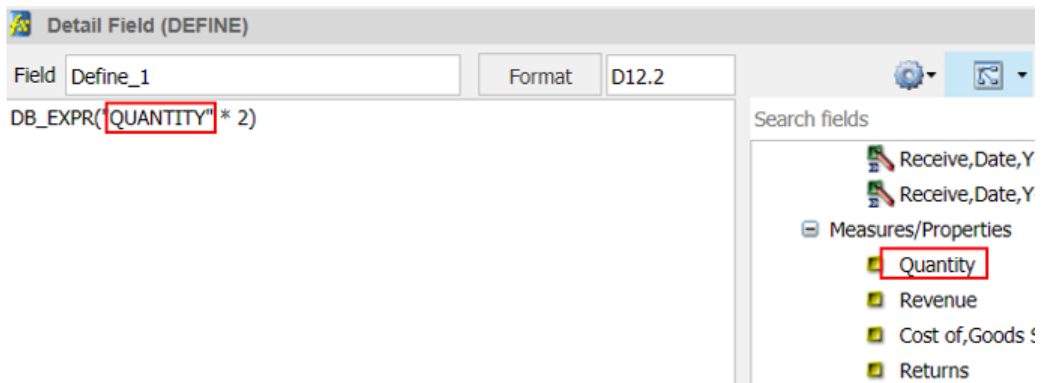 Detail Field (DEFINE)
Field Define_1 Format D12.2
DB_EXPR("QUANTITY" * 2)
Search fields
Receive,Date,Y
Receive,Date,Y
Measures/Properties
Quantity
Revenue
Cost of,Goods S
Returns